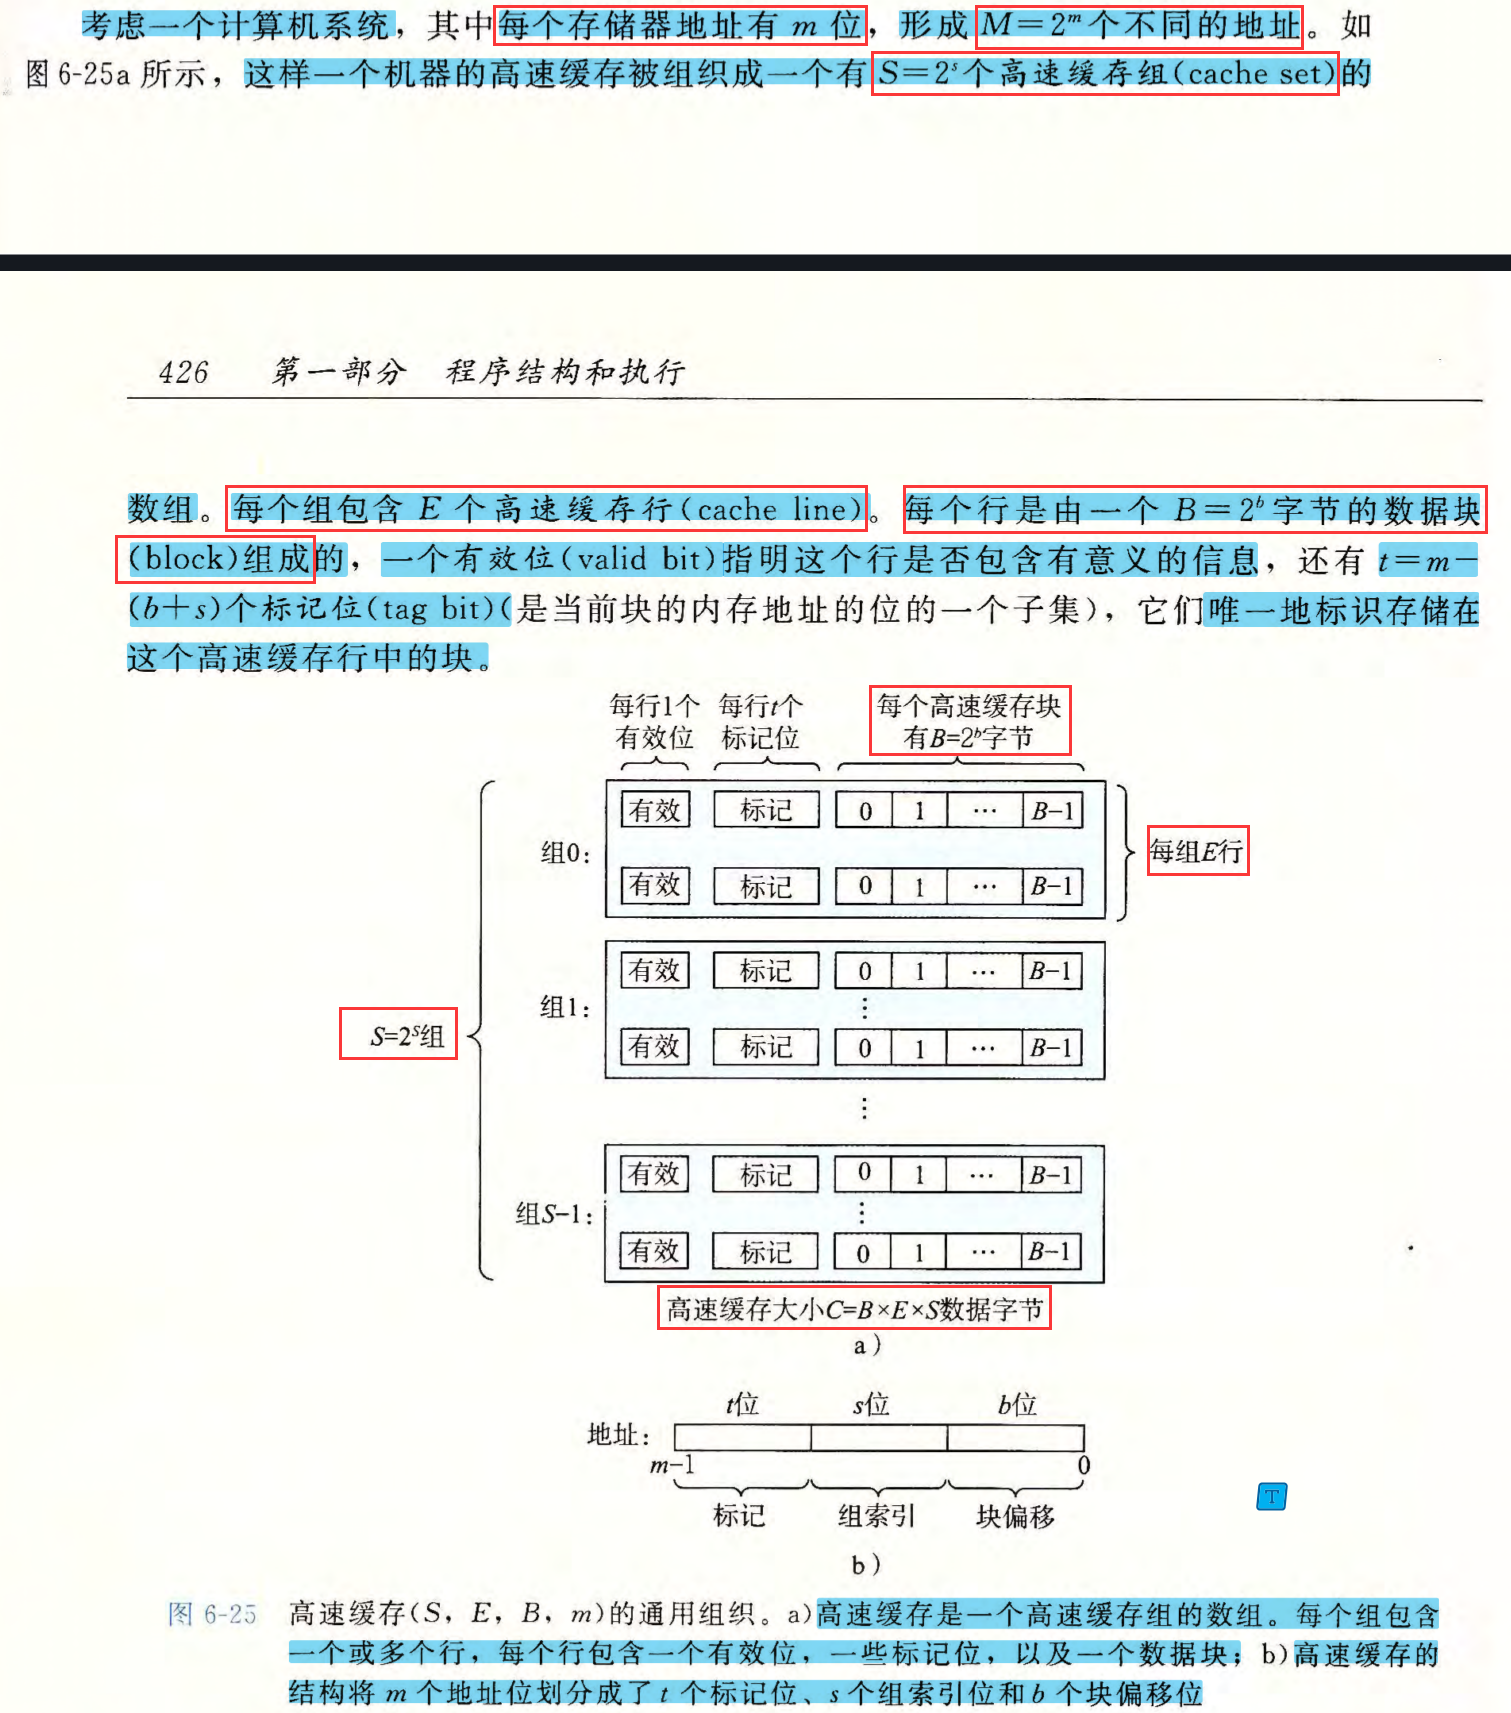 考虑一个计算机系统，其中每个存储器地址有 m 位，形成 M=2ᵐ个不同的地址。如
图 6-25a 所示，这样一个机器的高速缓存被组织成一个有 S=2ˢ个高速缓存组(cache set)的
426 第一部分 程序结构和执行
数组。每个组包含 E 个高速缓存行(cache line)。每个行是由一个 B=2ᵇ字节的数据块
(block)组成的，一个有效位(valid bit)指明这个行是否包含有意义的信息，还有 t=m-
(b+s)个标记位(tag bit)(是当前块的内存地址的位的一个子集)，它们唯一地标识存储在
这个高速缓存行中的块。
每行1个 每行t个 每个高速缓存块
有效位 标记位 有B=2ᵇ字节
有效 标记 0 1 ⋯ B-1
组0： 每组E行
有效 标记 0 1 ⋯ B-1
有效 标记 0 1 ⋯ B-1
组1： ⋮
有效 标记 0 1 ⋯ B-1
S=2ˢ组
⋮
有效 标记 0 1 ⋯ B-1
组S-1： ⋮
有效 标记 0 1 ⋯ B-1
高速缓存大小C=B×E×S数据字节
a)
t位 s位 b位
地址：
m-1 0
标记 组索引 块偏移
T
b)
图 6-25 高速缓存(S，E，B，m)的通用组织。a)高速缓存是一个高速缓存组的数组。每个组包含
一个或多个行，每个行包含一个有效位，一些标记位，以及一个数据块；b)高速缓存的
结构将 m 个地址位划分成了 t 个标记位、s 个组索引位和 b 个块偏移位